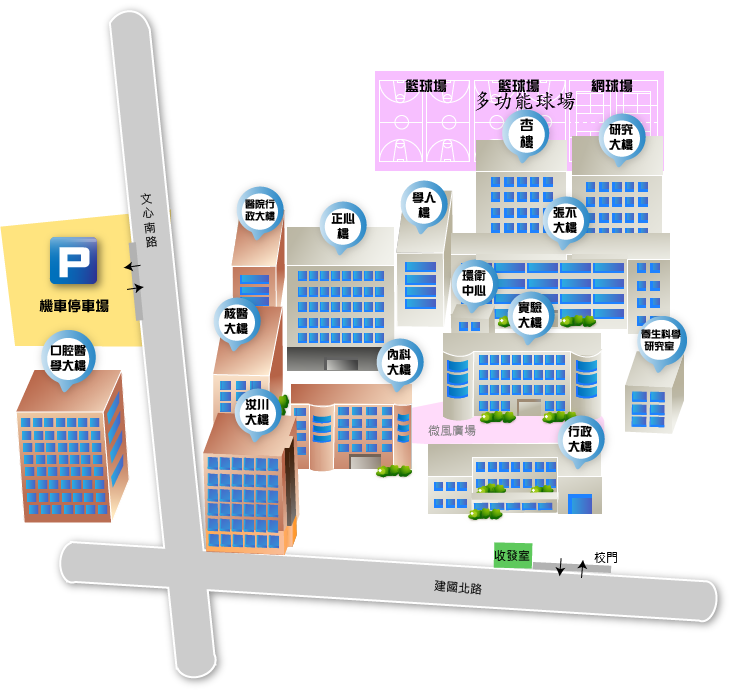 籃球場
籃球場
網球場
多功能球場
杏
樓
研究
大樓
學人
樓
醫院行
政大樓
正心
樓
張不
大樓
文心南路
P
機車停車場
環衛
中心
實驗
大樓
核醫
大樓
養生科學
研究室
口腔醫
學大樓
內科
大樓
汝川
大樓
微風廣場
行政
大樓
收發室
校門
建國北路